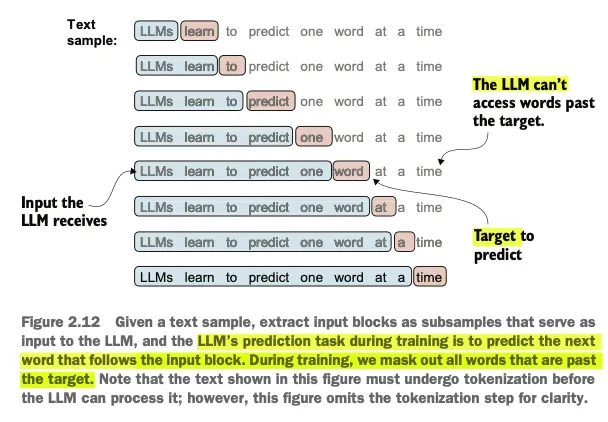 Text
sample:
LLMs learn to predict one word at a time
LLMs learn to predict one word at a time
LLMs learn to predict one word at a time
The LLM can't
access words past
the target.
LLMs learn to predict one word at a time
LLMs learn to predict one word at a time
Input the
LLM receives
LLMs learn to predict one word at a time
LLMs learn to predict one word at a time
Target to
predict
LLMs learn to predict one word at a time
Figure 2.12 Given a text sample, extract input blocks as subsamples that serve as
input to the LLM, and the LLM's prediction task during training is to predict the next
word that follows the input block. During training, we mask out all words that are past
the target. Note that the text shown in this figure must undergo tokenization before
the LLM can process it; however, this figure omits the tokenization step for clarity.